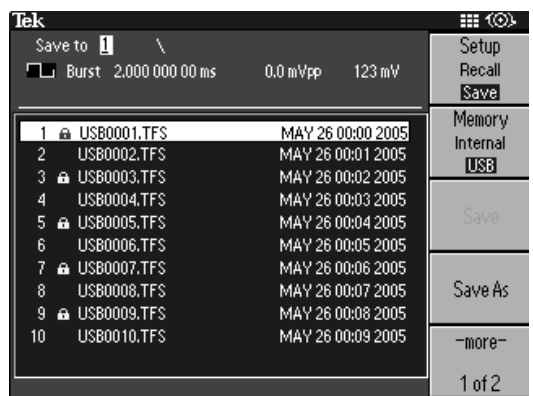 Tek
Save to 1 \
Burst 2.000 000 00 ms 0.0 mVpp 123 mV
1 USB0001.TFS MAY 26 00:00 2005
2 USB0002.TFS MAY 26 00:01 2005
3 USB0003.TFS MAY 26 00:02 2005
4 USB0004.TFS MAY 26 00:03 2005
5 USB0005.TFS MAY 26 00:04 2005
6 USB0006.TFS MAY 26 00:05 2005
7 USB0007.TFS MAY 26 00:06 2005
8 USB0008.TFS MAY 26 00:07 2005
9 USB0009.TFS MAY 26 00:08 2005
10 USB0010.TFS MAY 26 00:09 2005
Setup
Recall
Save
Memory
Internal
USB
Save
Save As
-more-
1 of 2